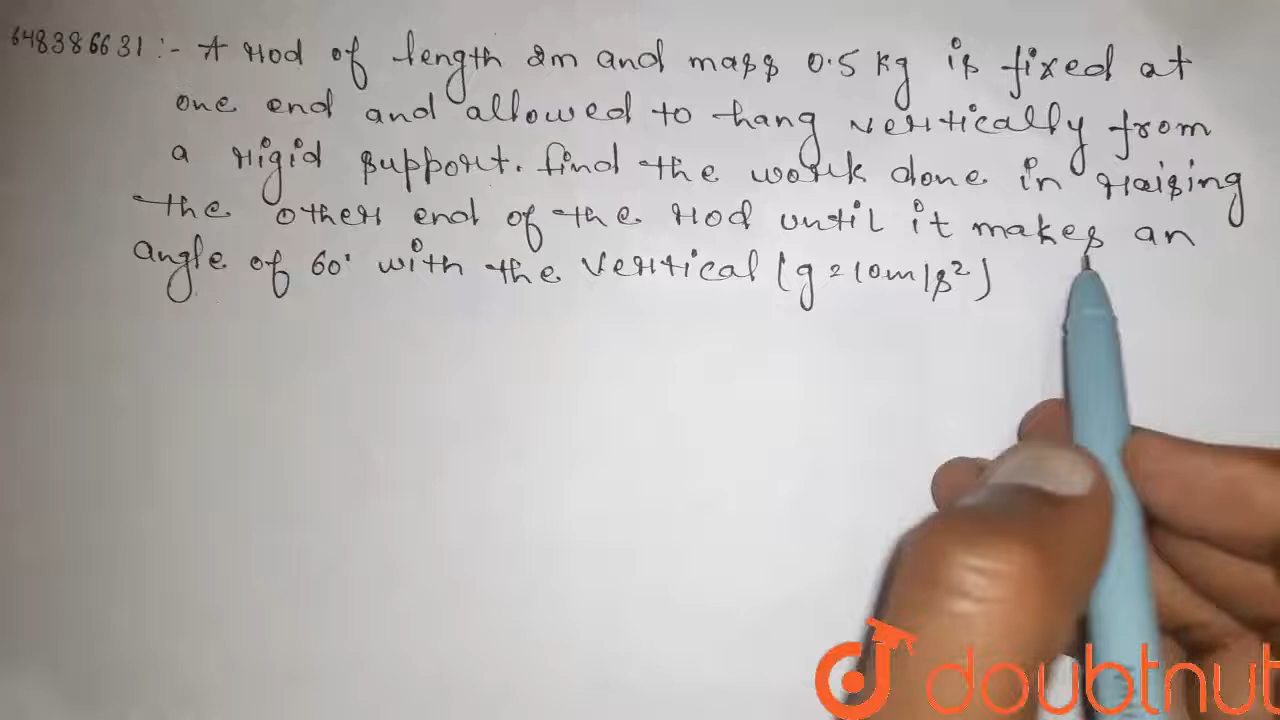 648386631 :- A rod of length 2m and mass 0.5 kg is fixed at
one end and allowed to hang vertically from
a rigid support. find the work done in raising
the other end of the rod until it makes an
angle of 60° with the vertical (g = 10m/s²)
doubtnut